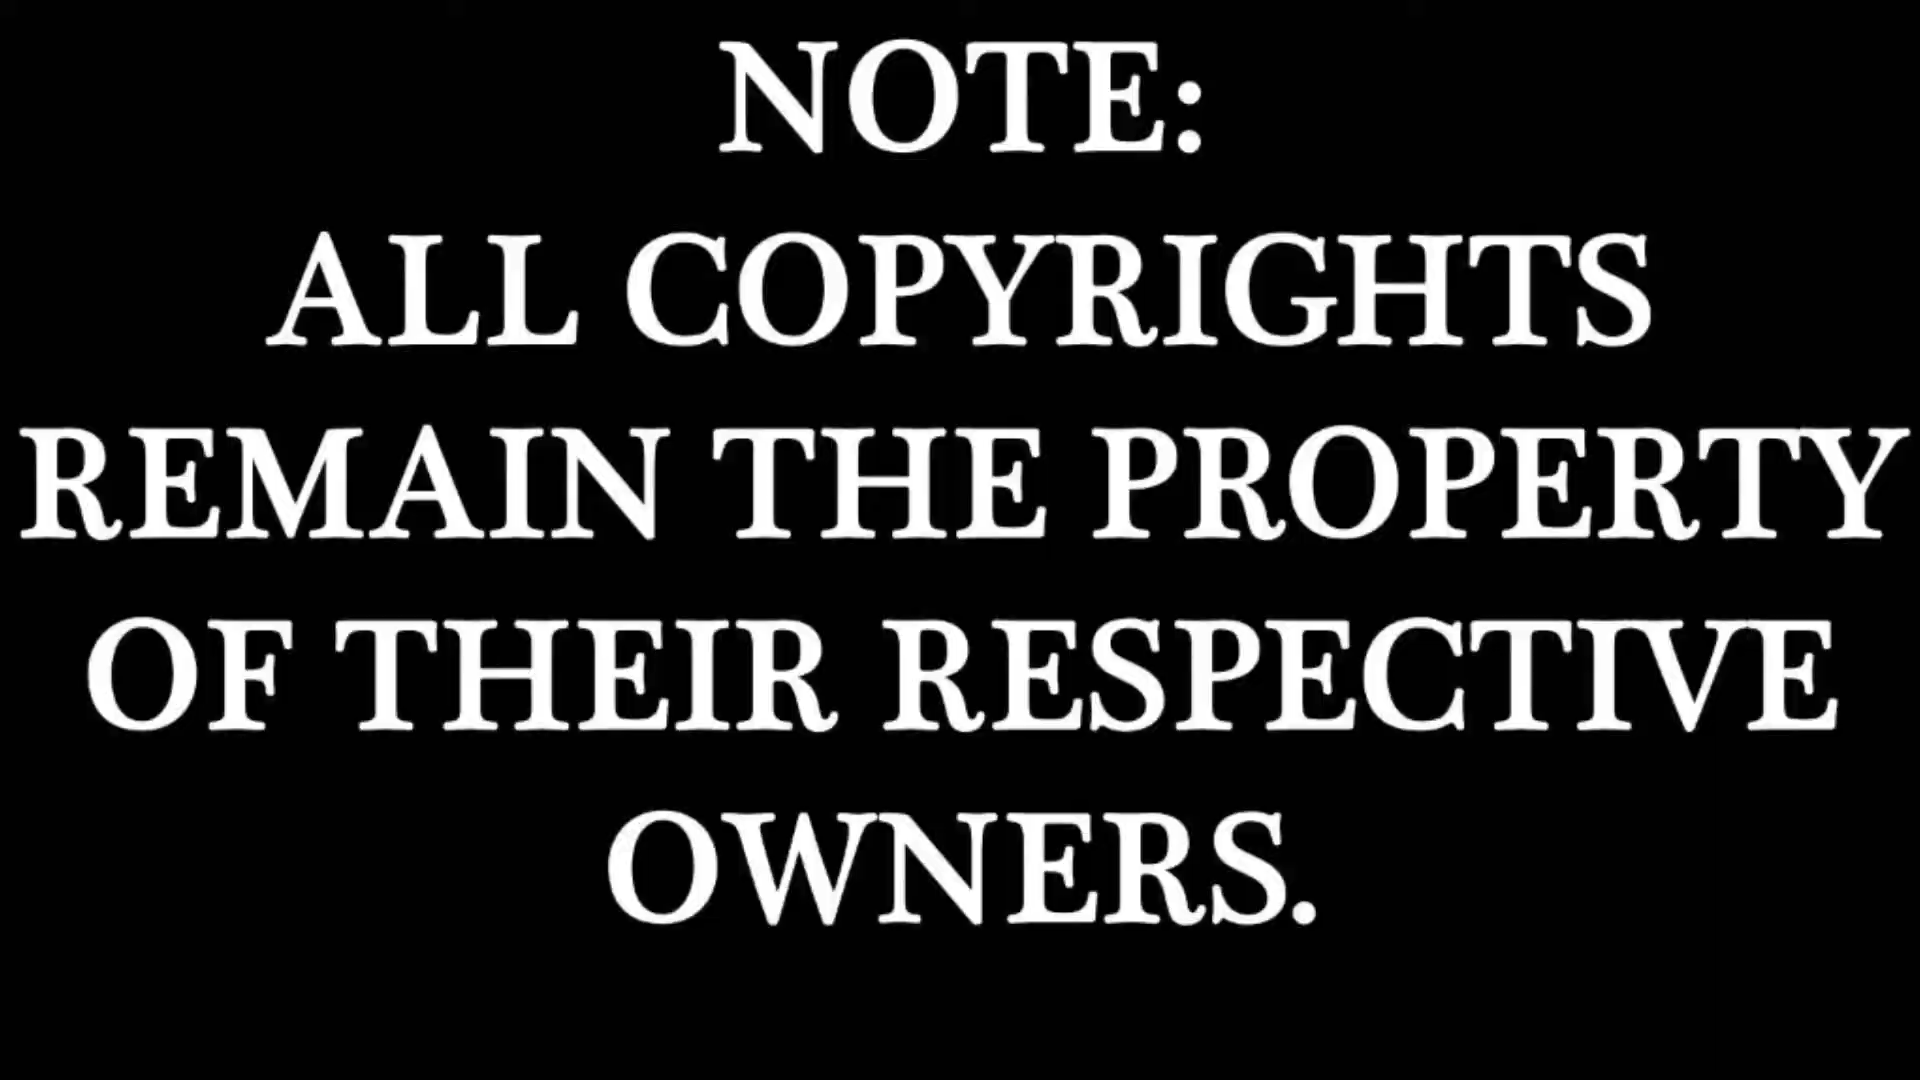 NOTE:
ALL COPYRIGHTS
REMAIN THE PROPERTY
OF THEIR RESPECTIVE
OWNERS.